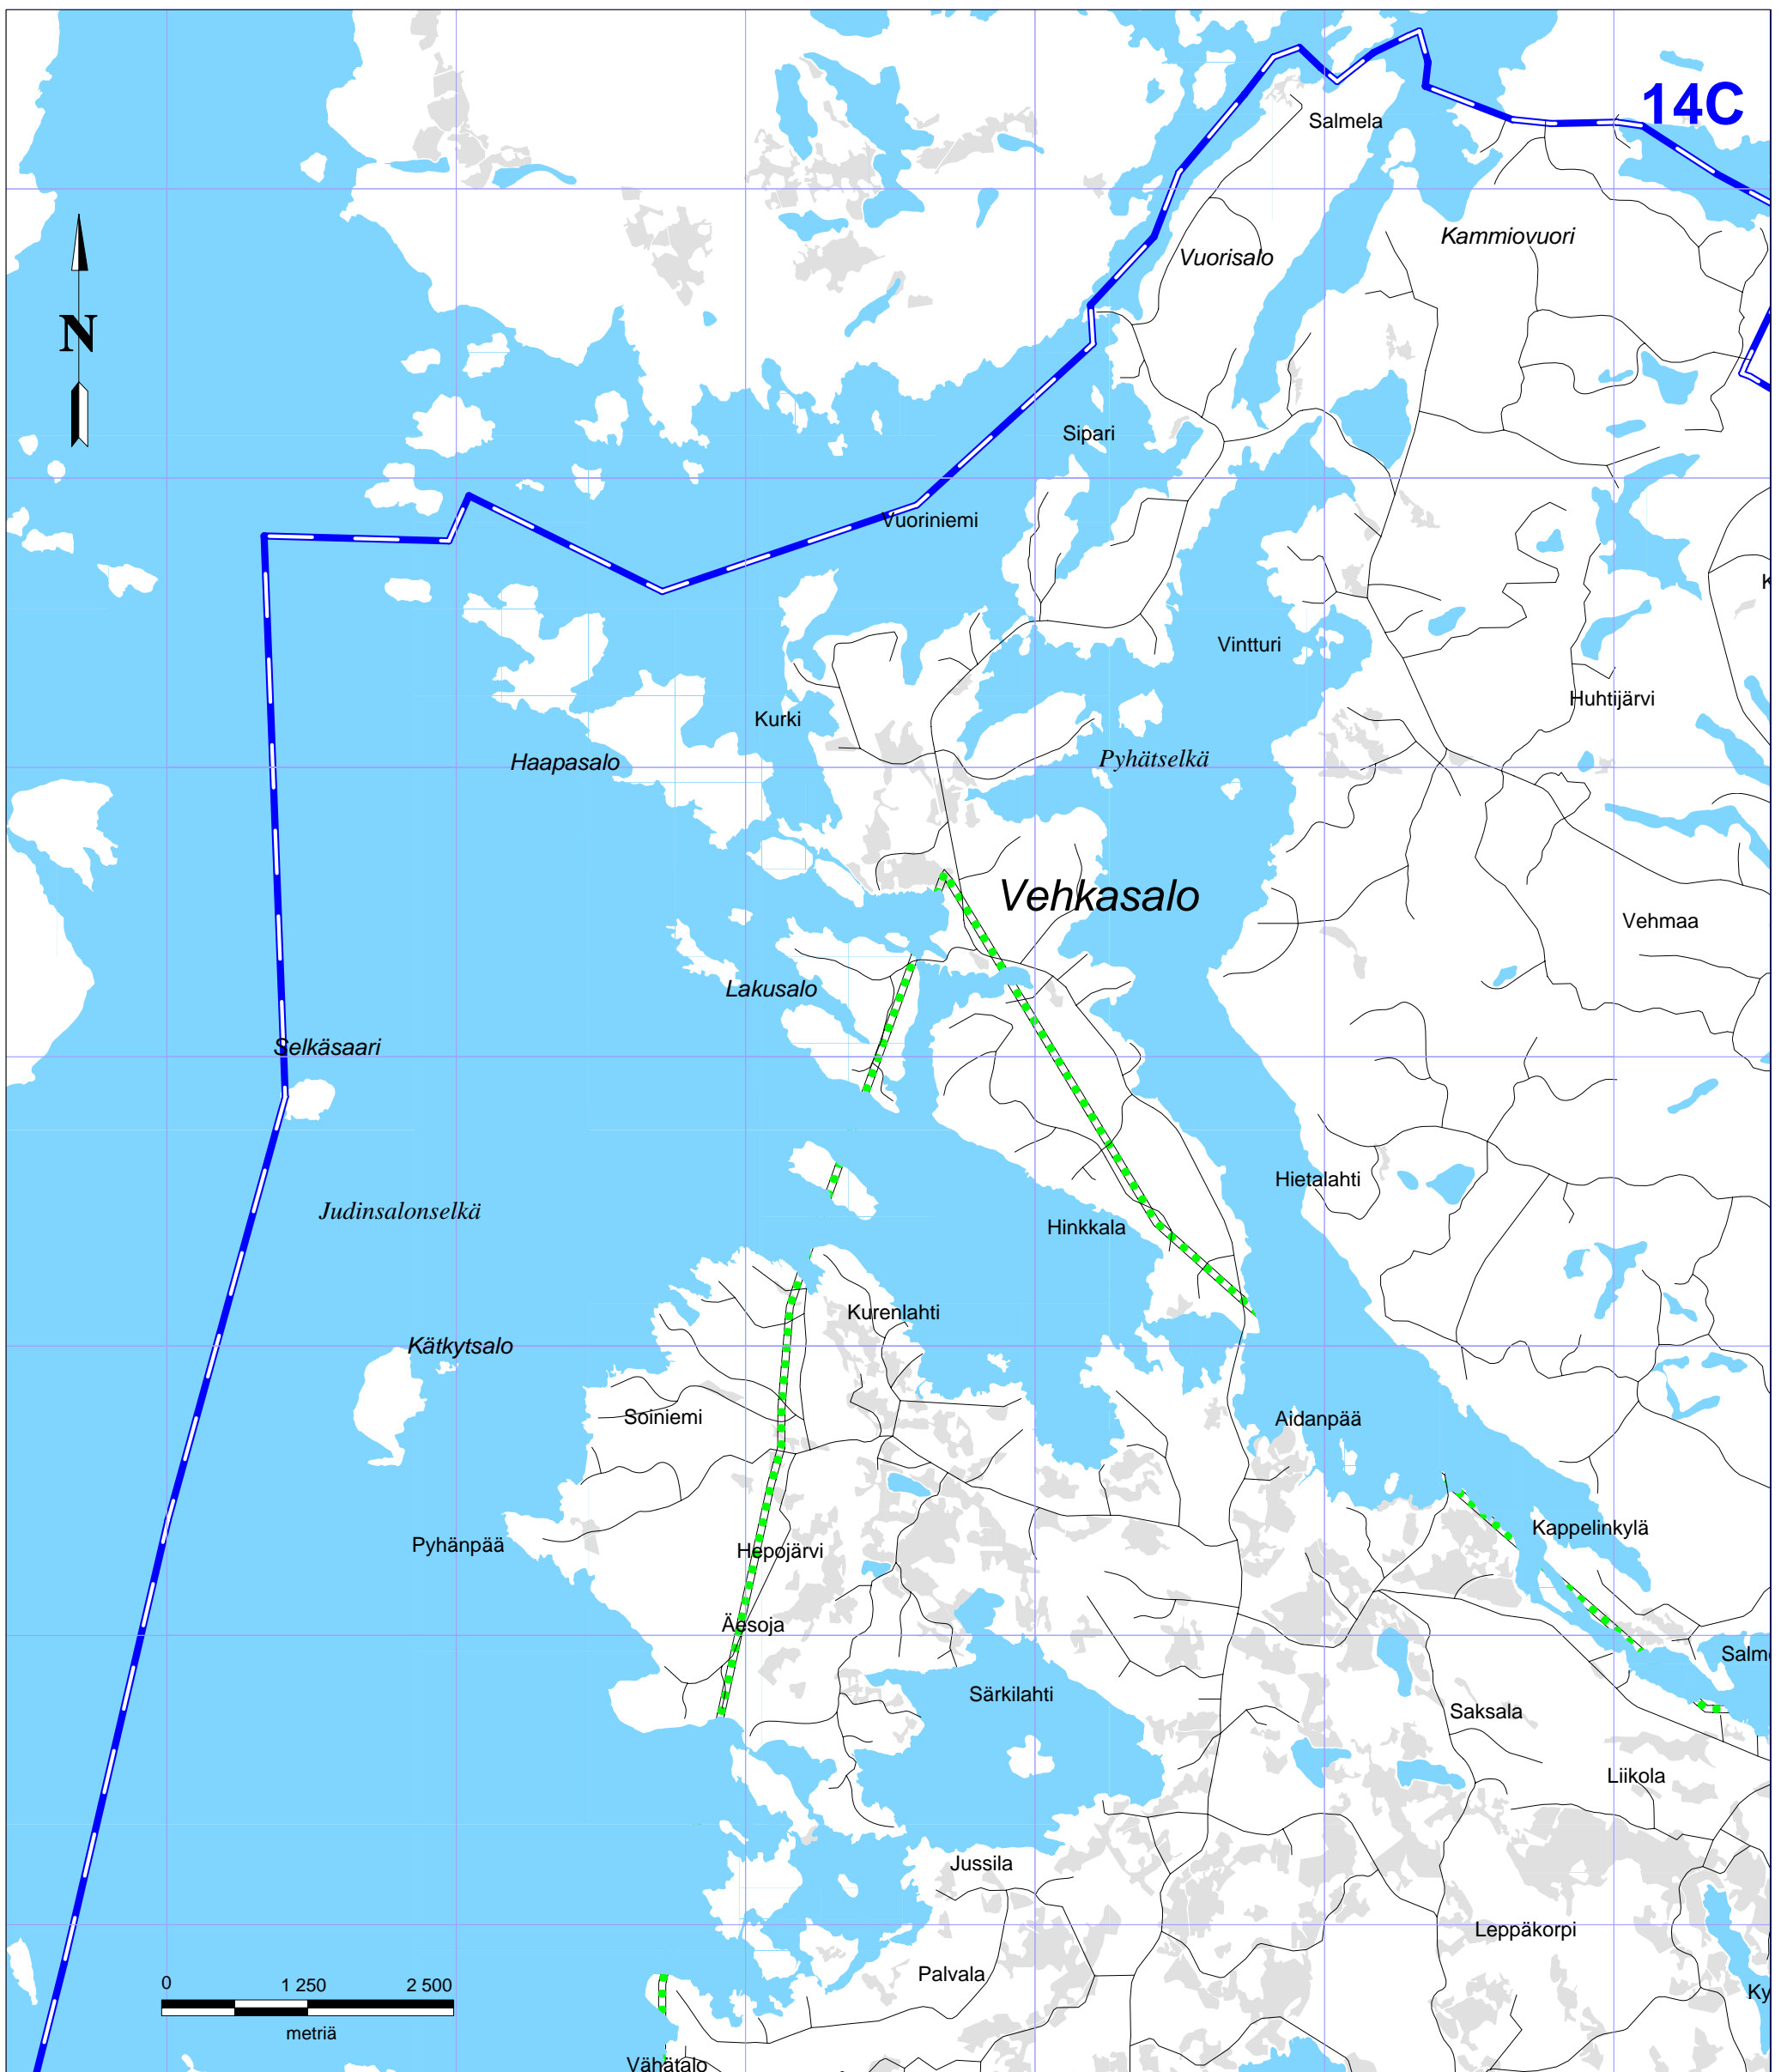 14C
Salmela
Kammiovuori
Vuorisalo
N
Sipari
Vuoriniemi
Vintturi
Huhtijärvi
Kurki
Haapasalo
Pyhätselkä
Vehkasalo
Vehmaa
Lakusalo
Selkäsaari
Hietalahti
Judinsalonselkä
Hinkkala
Kurenlahti
Kätkytsalo
Soiniemi
Aidanpää
Kappelinkylä
Pyhänpää
Hepojärvi
Äesoja
Salm
Särkilahti
Saksala
Liikola
Jussila
Leppäkorpi
Palvala
0 1 250 2 500
Ky
metriä
Vähätalo